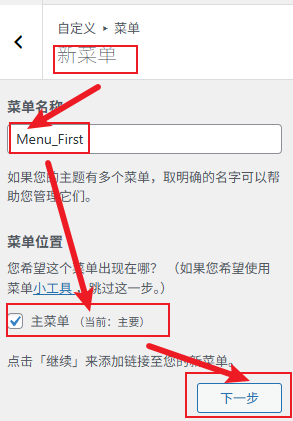 自定义 ▸ 菜单
新菜单
菜单名称
Menu_First
如果您的主题有多个菜单，取明确的名字可以帮
助您管理它们。
菜单位置
您希望这个菜单出现在哪？（如果您希望使用
菜单小工具，跳过这一步。）
主菜单 （当前：主要）
点击「继续」来添加链接至您的新菜单。
下一步